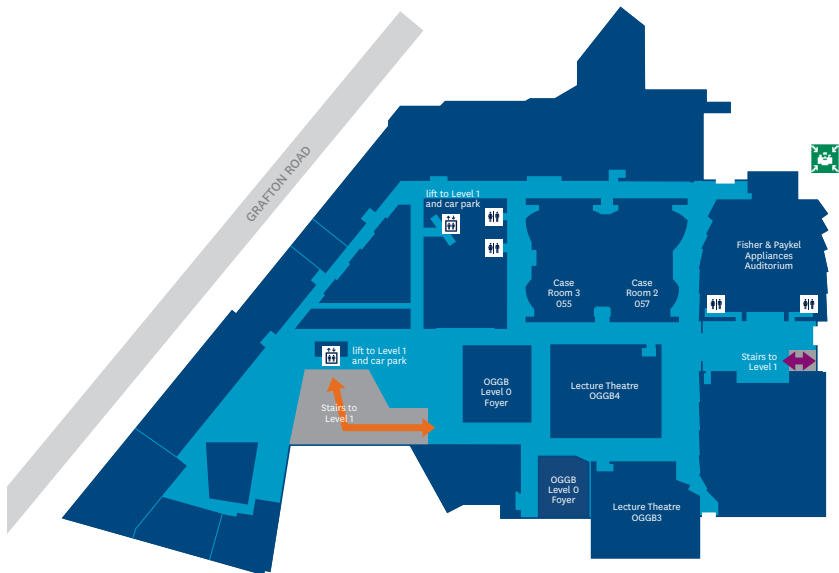 GRAFTON ROAD
lift to Level 1
and car park
Fisher & Paykel
Appliances
Auditorium
Case
Room 3
055
Case
Room 2
057
lift to Level 1
and car park
Stairs to
Level 1
OGGB
Level 0
Foyer
Lecture Theatre
OGGB4
Stairs to
Level 1
OGGB
Level 0
Foyer
Lecture Theatre
OGGB3